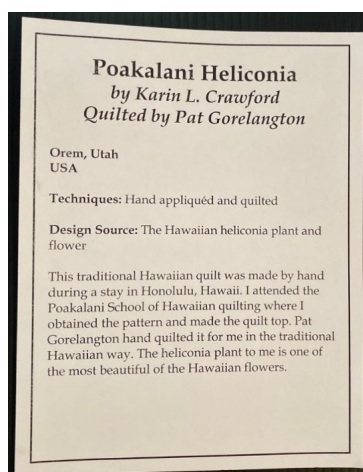 Poakalani Heliconia
by Karin L. Crawford
Quilted by Pat Gorelangton
Orem, Utah
USA
Techniques: Hand appliquéd and quilted
Design Source: The Hawaiian heliconia plant and
flower
This traditional Hawaiian quilt was made by hand
during a stay in Honolulu, Hawaii. I attended the
Poakalani School of Hawaiian quilting where I
obtained the pattern and made the quilt top. Pat
Gorelangton hand quilted it for me in the traditional
Hawaiian way. The heliconia plant to me is one of
the most beautiful of the Hawaiian flowers.